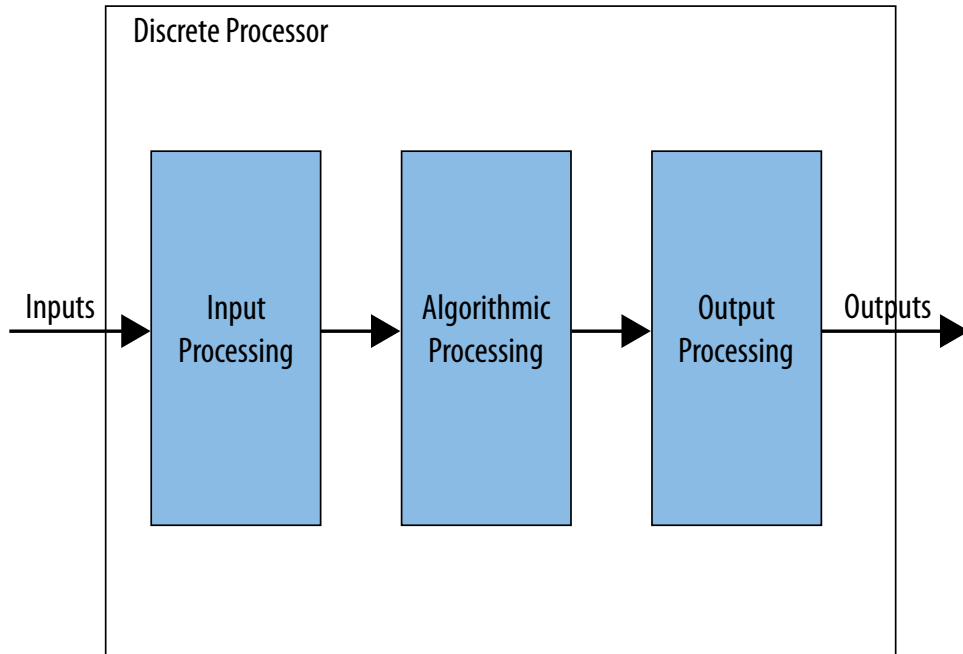 Discrete Processor
Inputs
Input
Processing
Algorithmic
Processing
Output
Processing
Outputs